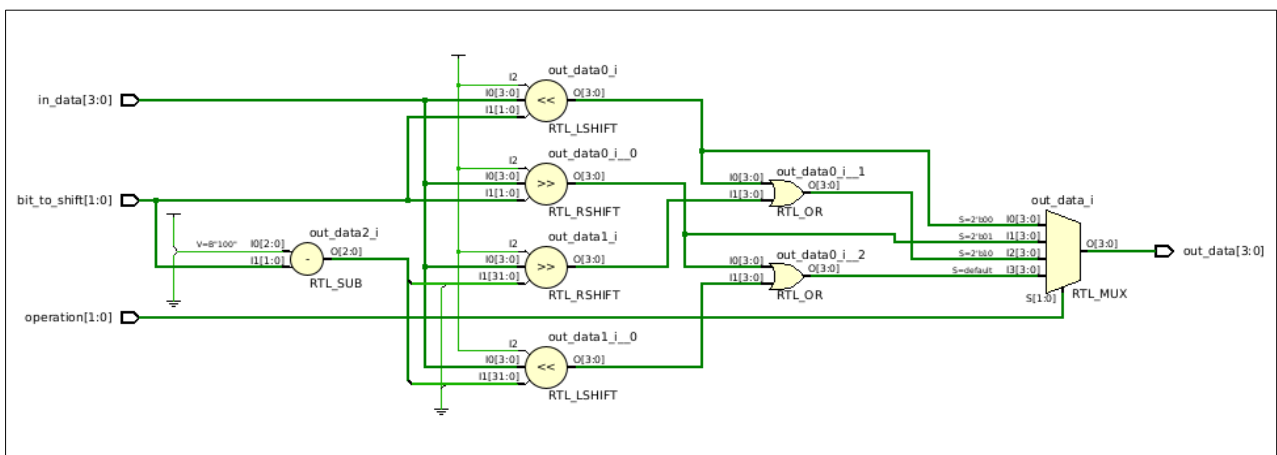 in_data[3:0]
bit_to_shift[1:0]
V=B"100"
I0[2:0]
I1[1:0]
out_data2_i
-
O[2:0]
RTL_SUB
operation[1:0]
out_data0_i
I2
I0[3:0]
I1[1:0]
<<
O[3:0]
RTL_LSHIFT
out_data0_i__0
I2
I0[3:0]
I1[1:0]
>>
O[3:0]
RTL_RSHIFT
out_data1_i
I2
I0[3:0]
I1[31:0]
>>
O[3:0]
RTL_RSHIFT
out_data1_i__0
I2
I0[3:0]
I1[31:0]
<<
O[3:0]
RTL_LSHIFT
out_data0_i__1
I0[3:0]
I1[3:0]
O[3:0]
RTL_OR
out_data0_i__2
I0[3:0]
I1[3:0]
O[3:0]
RTL_OR
out_data_i
S=2'b00 I0[3:0]
S=2'b01 I1[3:0]
S=2'b10 I2[3:0]
S=default I3[3:0]
S[1:0]
O[3:0]
RTL_MUX
out_data[3:0]